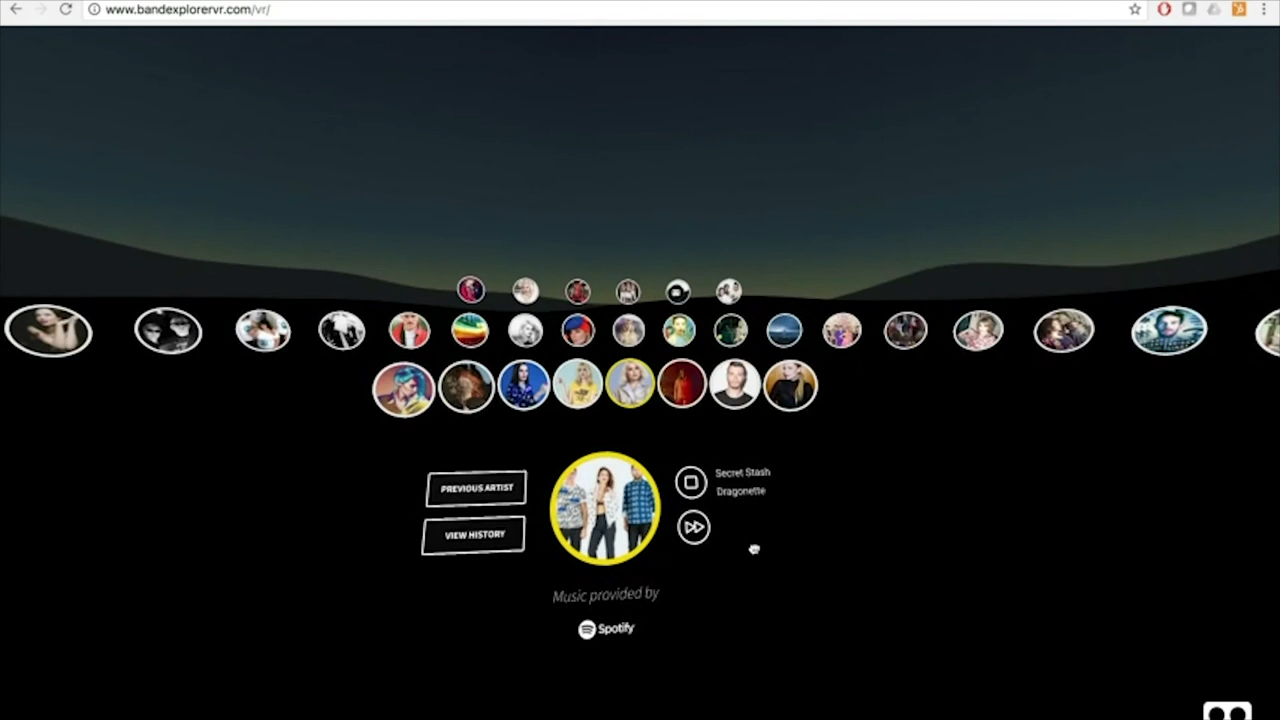 www.bandexplorervr.com/vr/
PREVIOUS ARTIST
VIEW HISTORY
Secret Stash
Dragonette
Music provided by
Spotify